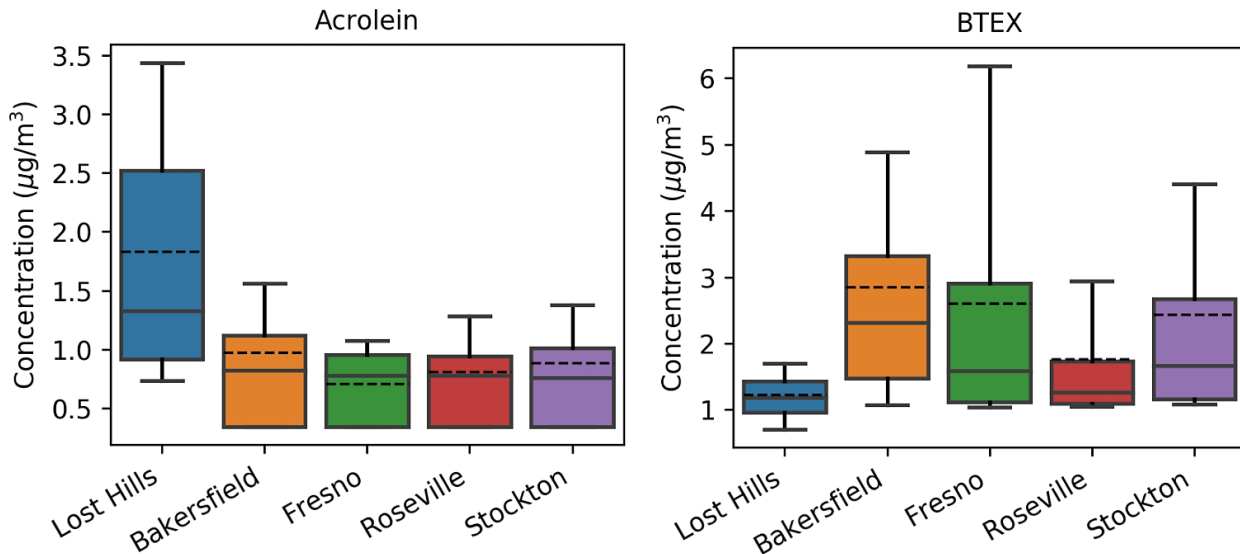 Acrolein
Concentration (μg/m³)
3.5
3.0
2.5
2.0
1.5
1.0
0.5
Lost Hills
Bakersfield
Fresno
Roseville
Stockton
BTEX
Concentration (μg/m³)
6
5
4
3
2
1
Lost Hills
Bakersfield
Fresno
Roseville
Stockton